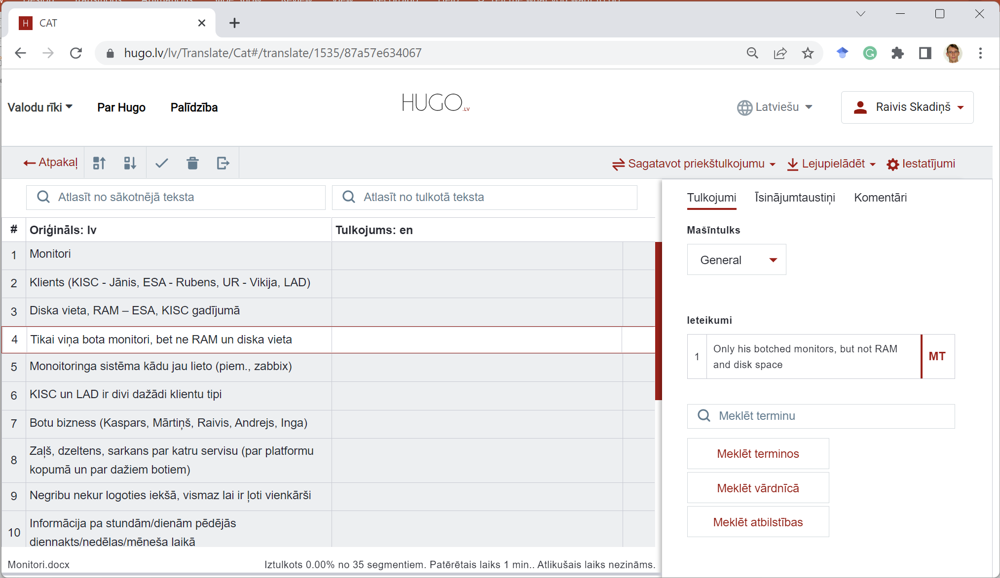 CAT
hugo.lv/lv/Translate/Cat#/translate/1535/87a57e634067
Valodu rīki
Par Hugo
Palīdzība
HUGO.LV
Latviešu
Raivis Skadiņš
Atpakaļ
Sagatavot priekštulkojumu
Lejupielādēt
Iestatījumi
Atlasīt no sākotnējā teksta
Atlasīt no tulkotā teksta
# Oriģināls: lv
Tulkojums: en
1 Monitori
2 Klients (KISC - Jānis, ESA - Rubens, UR - Vikija, LAD)
3 Diska vieta, RAM – ESA, KISC gadījumā
4 Tikai viņa bota monitori, bet ne RAM un diska vieta
5 Monoitoringa sistēma kādu jau lieto (piem., zabbix)
6 KISC un LAD ir divi dažādi klientu tipi
7 Botu bizness (Kaspars, Mārtiņš, Raivis, Andrejs, Inga)
8 Zaļš, dzeltens, sarkans par katru servisu (par platformu
kopumā un par dažiem botiem)
9 Negribu nekur logoties iekšā, vismaz lai ir ļoti vienkārši
10 Informācija pa stundām/dienām pēdējās
diennakts/nedēļas/mēneša laikā
Tulkojumi
Īsinājumtaustiņi
Komentāri
Mašīntulks
General
Ieteikumi
1 Only his botched monitors, but not RAM
and disk space
MT
Meklēt terminu
Meklēt terminos
Meklēt vārdnīcā
Meklēt atbilstības
Monitori.docx
Iztulkots 0.00% no 35 segmentiem. Patērētais laiks 1 min.. Atlikušais laiks nezināms.